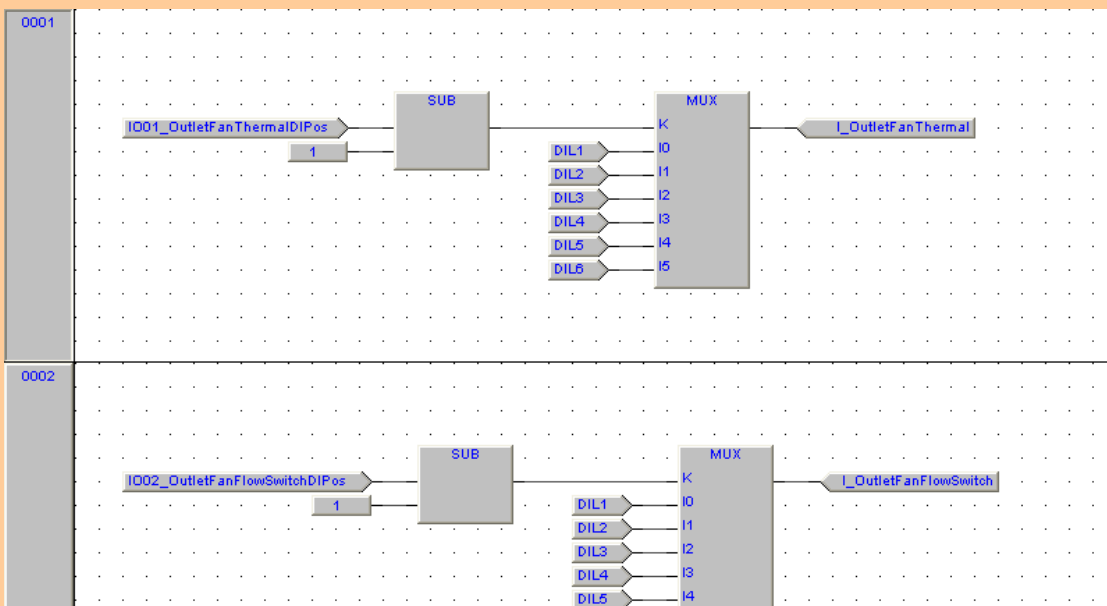 0001
SUB
MUX
IO01_OutletFanThermalDIPos
K
I_OutletFanThermal
1
DIL1
I0
DIL2
I1
DIL3
I2
DIL4
I3
DIL5
I4
DIL6
I5
0002
SUB
MUX
IO02_OutletFanFlowSwitchDIPos
K
I_OutletFanFlowSwitch
1
DIL1
I0
DIL2
I1
DIL3
I2
DIL4
I3
DIL5
I4